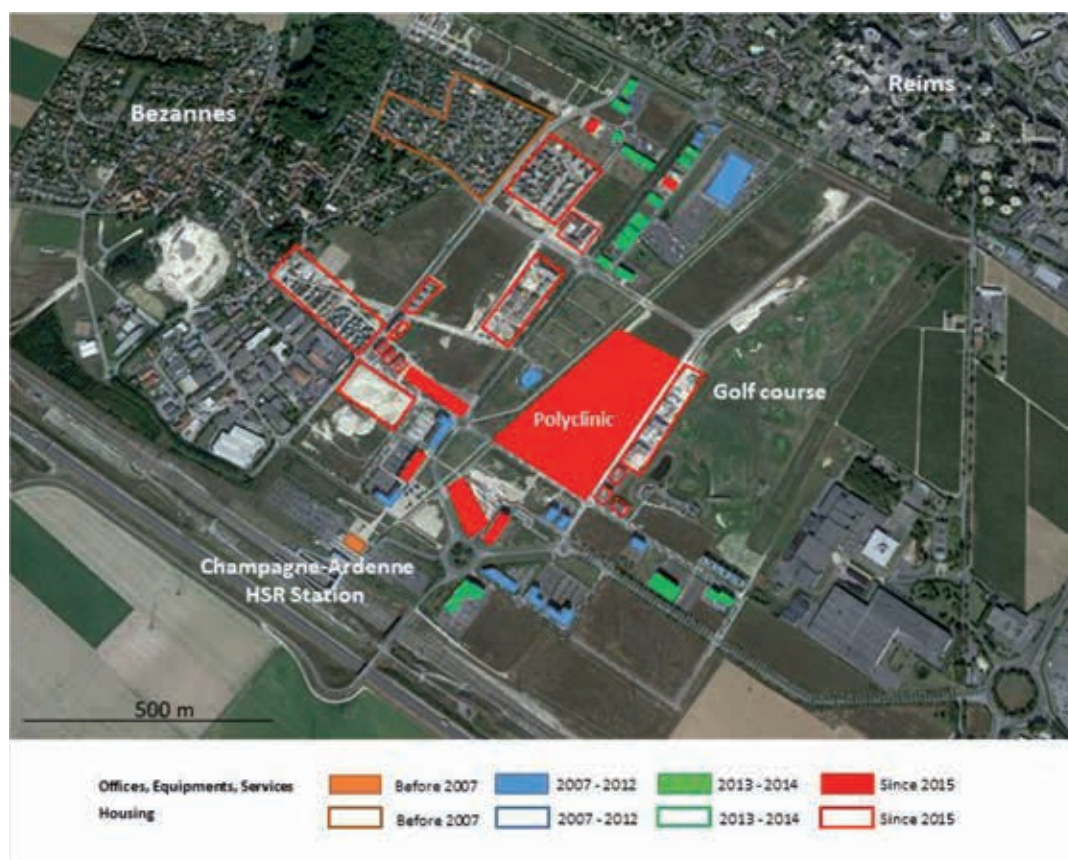 Bezannes
Reims
Golf course
Polyclinic
Champagne-Ardenne
HSR Station
500 m
Offices, Equipments, Services
Before 2007
2007 - 2012
2013 - 2014
Since 2015
Housing
Before 2007
2007 - 2012
2013 - 2014
Since 2015